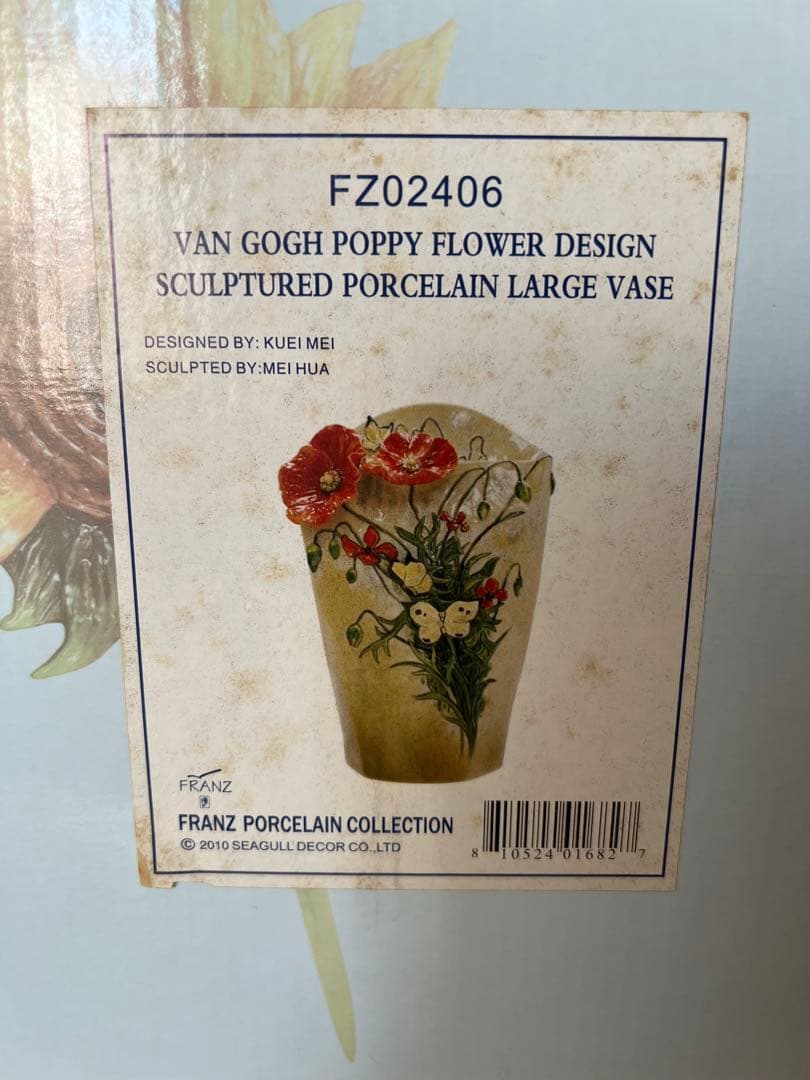 FZ02406
VAN GOGH POPPY FLOWER DESIGN
SCULPTURED PORCELAIN LARGE VASE
DESIGNED BY: KUEI MEI
SCULPTED BY:MEI HUA
FRANZ
FRANZ PORCELAIN COLLECTION
© 2010 SEAGULL DECOR CO.,LTD
8 10524 01682 7